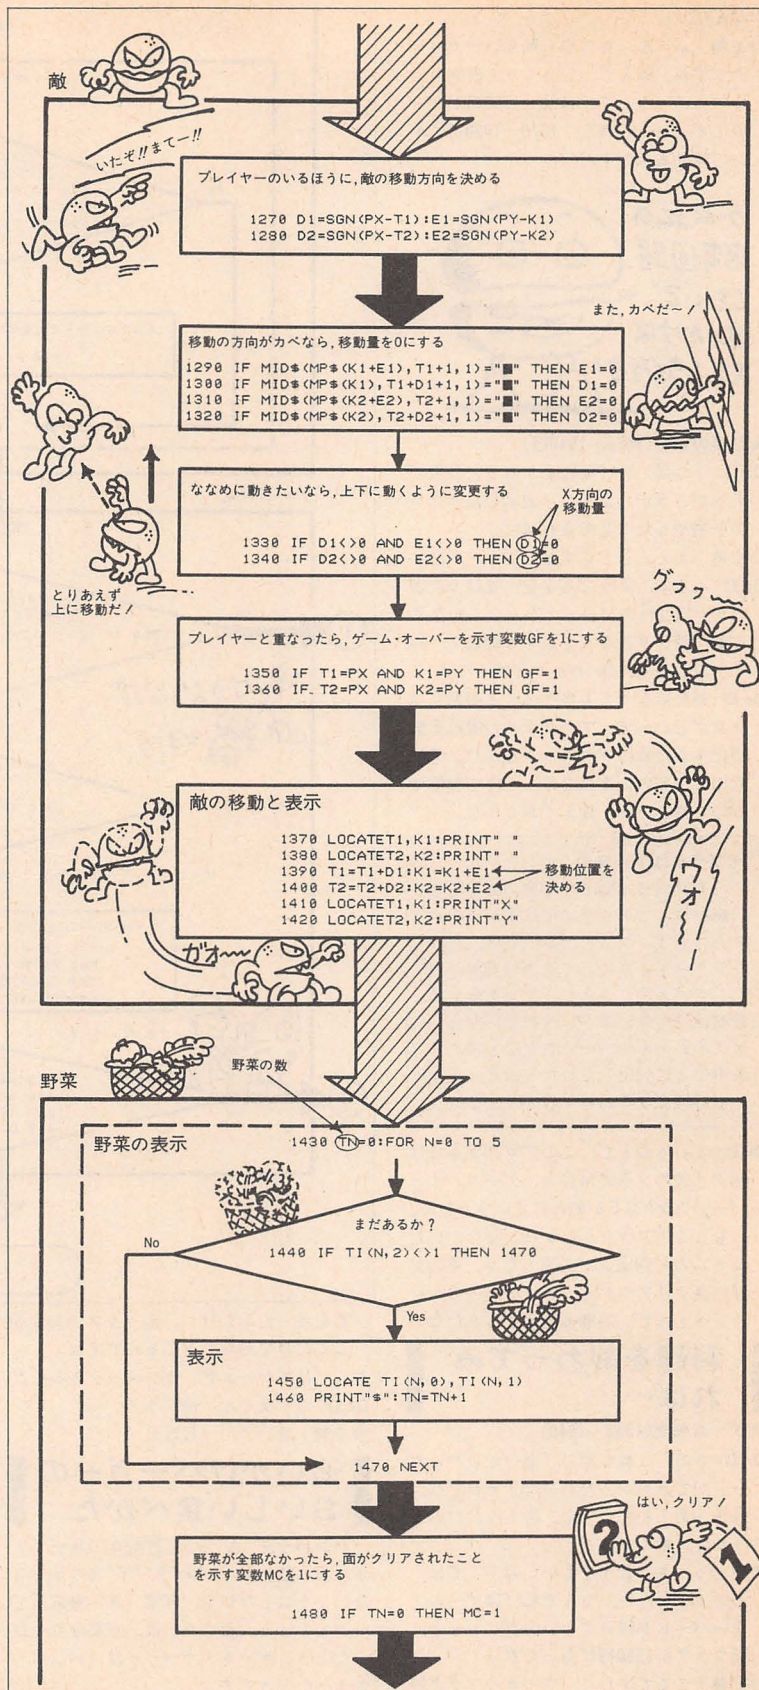 敵
いたぞ!!まてー!!
プレイヤーのいるほうに,敵の移動方向を決める
1270 D1=SGN(PX-T1):E1=SGN(PY-K1)
1280 D2=SGN(PX-T2):E2=SGN(PY-K2)
また,カベだ〜!
移動の方向がカベなら,移動量を0にする
1290 IF MID$(MP$(K1+E1),T1+1,1)="■" THEN E1=0
1300 IF MID$(MP$(K1),T1+D1+1,1)="■" THEN D1=0
1310 IF MID$(MP$(K2+E2),T2+1,1)="■" THEN E2=0
1320 IF MID$(MP$(K2),T2+D2+1,1)="■" THEN D2=0
ななめに動きたいなら,上下に動くように変更する
X方向の
移動量
1330 IF D1<>0 AND E1<>0 THEN D1=0
1340 IF D2<>0 AND E2<>0 THEN D2=0
とりあえず
上に移動だ!
グフフ〜
プレイヤーと重なったら,ゲーム・オーバーを示す変数GFを1にする
1350 IF T1=PX AND K1=PY THEN GF=1
1360 IF T2=PX AND K2=PY THEN GF=1
敵の移動と表示
1370 LOCATET1,K1:PRINT" "
1380 LOCATET2,K2:PRINT" "
1390 T1=T1+D1:K1=K1+E1
1400 T2=T2+D2:K2=K2+E2
移動位置を
決める
1410 LOCATET1,K1:PRINT"X"
1420 LOCATET2,K2:PRINT"Y"
ウオ〜
ガオ〜
野菜
野菜の数
野菜の表示
1430 TN=0:FOR N=0 TO 5
まだあるか?
No
1440 IF TI(N,2)<>1 THEN 1470
Yes
表示
1450 LOCATE TI(N,0),TI(N,1)
1460 PRINT"$":TN=TN+1
1470 NEXT
はい,クリア!
2
1
野菜が全部なかったら,面がクリアされたこと
を示す変数MCを1にする
1480 IF TN=0 THEN MC=1